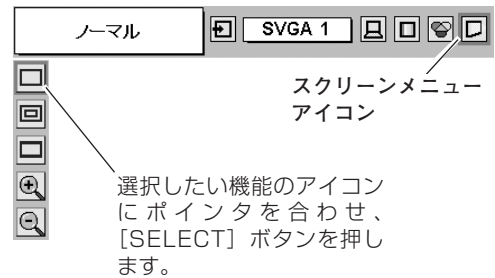 ノーマル
SVGA 1
スクリーンメニュー
アイコン
選択したい機能のアイコン
にポインタを合わせ、
［SELECT］ボタンを押し
ます。